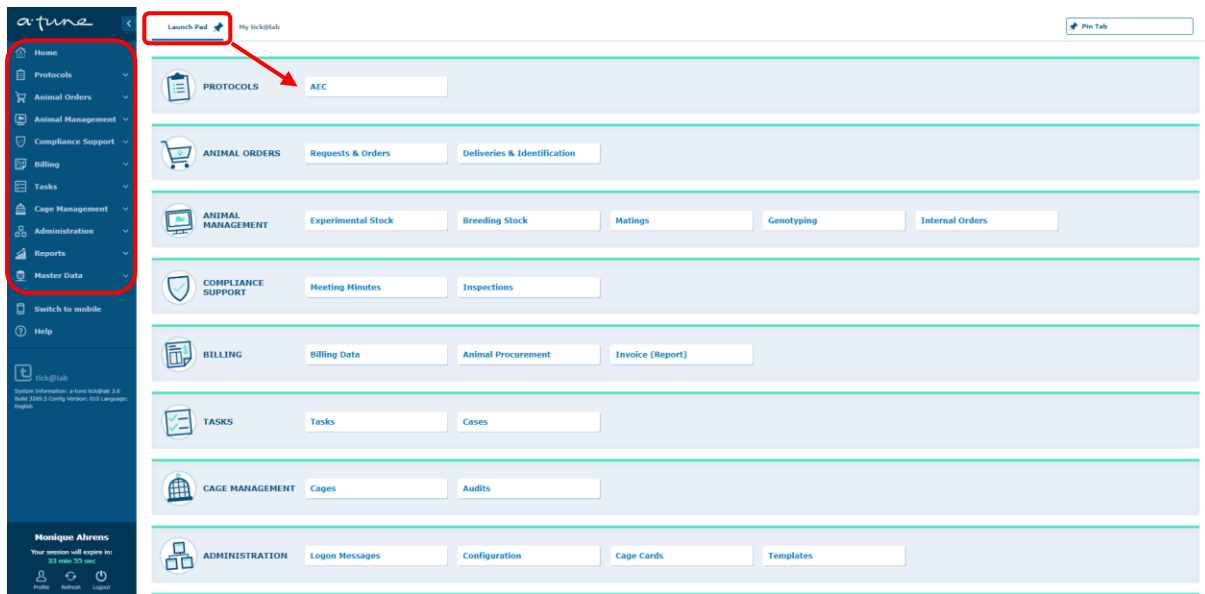 a·tune
Home
Protocols
Animal Orders
Animal Management
Compliance Support
Billing
Tasks
Cage Management
Administration
Reports
Master Data
Switch to mobile
Help
tick@lab
System Information: a-tune tick@lab 3.0
Build 3269.5 Config Version: 010 Language:
English
Monique Ahrens
Your session will expire in:
33 min 55 sec
Profile Refresh Logout
Launch Pad My tick@lab Pin Tab
PROTOCOLS AEC
ANIMAL ORDERS Requests & Orders Deliveries & Identification
ANIMAL
MANAGEMENT Experimental Stock Breeding Stock Matings Genotyping Internal Orders
COMPLIANCE
SUPPORT Meeting Minutes Inspections
BILLING Billing Data Animal Procurement Invoice (Report)
TASKS Tasks Cases
CAGE MANAGEMENT Cages Audits
ADMINISTRATION Logon Messages Configuration Cage Cards Templates